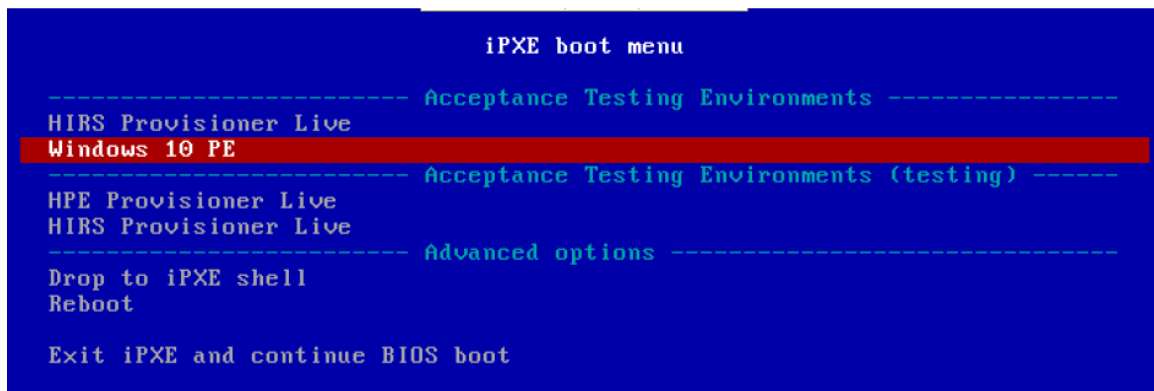 iPXE boot menu
------------------------- Acceptance Testing Environments ----------------
HIRS Provisioner Live
Windows 10 PE
------------------------- Acceptance Testing Environments (testing) ------
HPE Provisioner Live
HIRS Provisioner Live
------------------------- Advanced options -------------------------------
Drop to iPXE shell
Reboot
Exit iPXE and continue BIOS boot